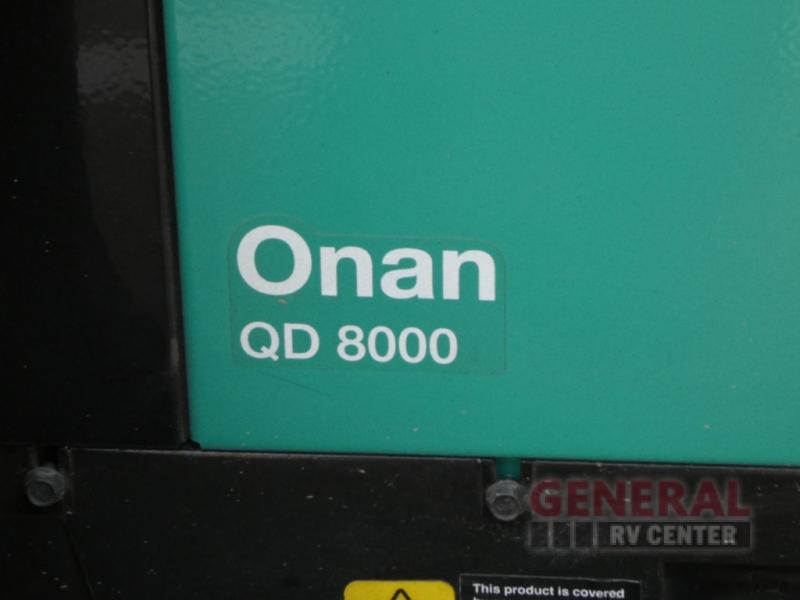 Onan
QD 8000
GENERAL
RV CENTER
This product is covered